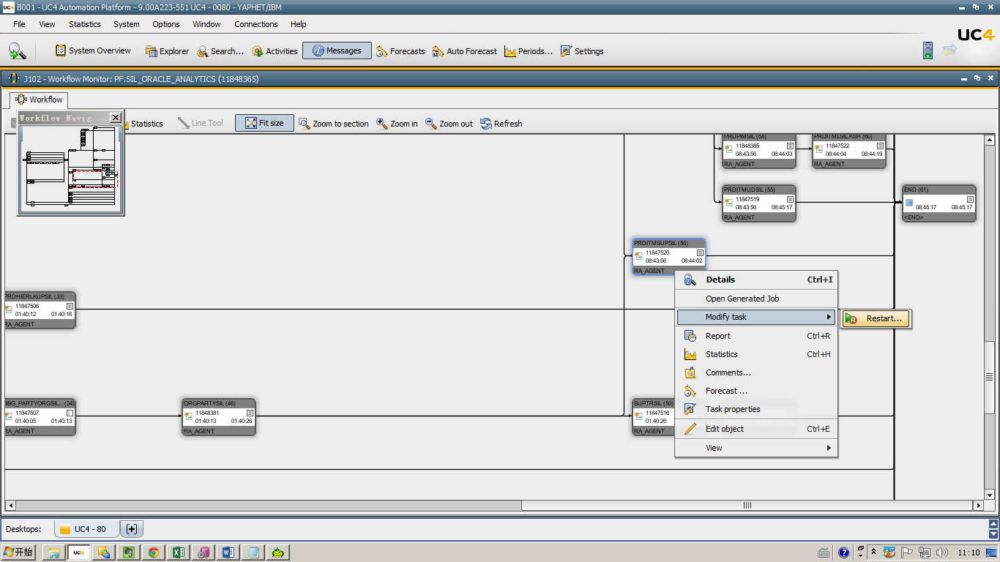 B001 - UC4 Automation Platform - 9.00A223-551 UC4 - 0080 - YAPHET/IBM
File View Statistics System Options Window Connections Help
UC4
System Overview Explorer Search... Activities Messages Forecasts Auto Forecast Periods... Settings
J102 - Workflow Monitor: PF.SIL_ORACLE_ANALYTICS (11848365)
Workflow
Workflow Navig...
Statistics Line Tool Fit size Zoom to section Zoom in Zoom out Refresh
PRDPIMSIL (54)
11848385
08:43:56 08:44:03
RA_AGENT
PRDITMLSIL.KSH (60)
11847522
08:44:04 08:44:19
RA_AGENT
PRDITMUDSIL (55)
11847519
08:43:56 08:45:17
RA_AGENT
END (61)
08:45:17 08:45:17
<END>
PRDITMSUPSIL (56)
11847520
08:43:56 08:44:02
RA_AGENT
PRDHIERLKUPSIL (33)
11847506
01:40:12 01:40:16
RA_AGENT
Details Ctrl+I
Open Generated Job
Modify task
Restart...
Report Ctrl+R
Statistics Ctrl+H
Comments...
Forecast ...
Task properties
Edit object Ctrl+E
View
BBG_PARTYORGSIL... (34)
11847507
01:40:05 01:40:13
RA_AGENT
ORGPARTYSIL (46)
11848381
01:40:13 01:40:26
RA_AGENT
SUPTRSIL (50)
11847516
01:40:26
RA_AGENT
Desktops: UC4 - 80
开始 UC4 11:10